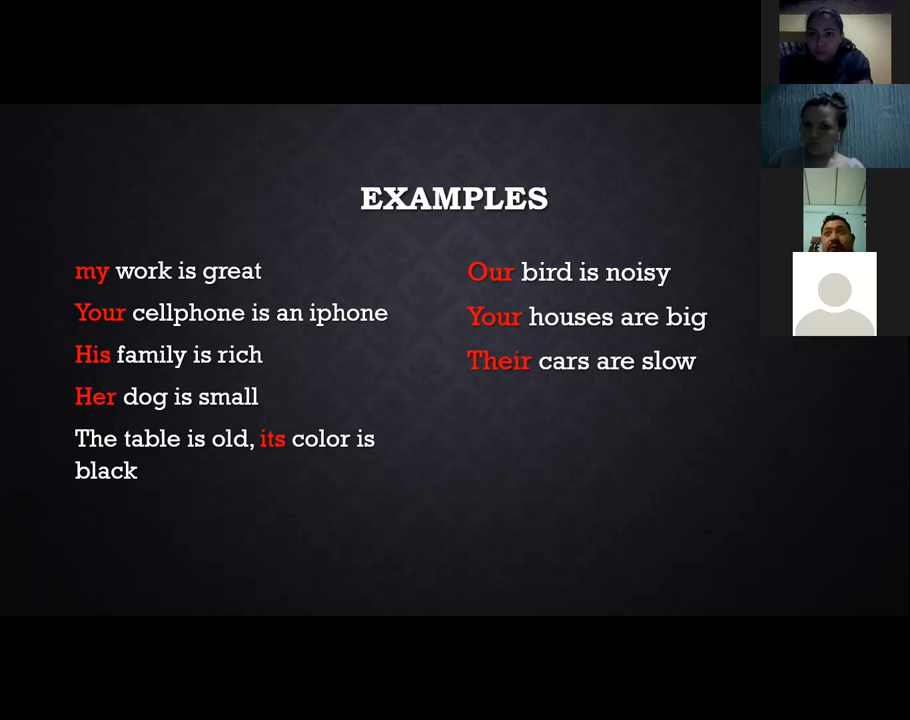 EXAMPLES
my work is great
Your cellphone is an iphone
His family is rich
Her dog is small
The table is old, its color is
black
Our bird is noisy
Your houses are big
Their cars are slow